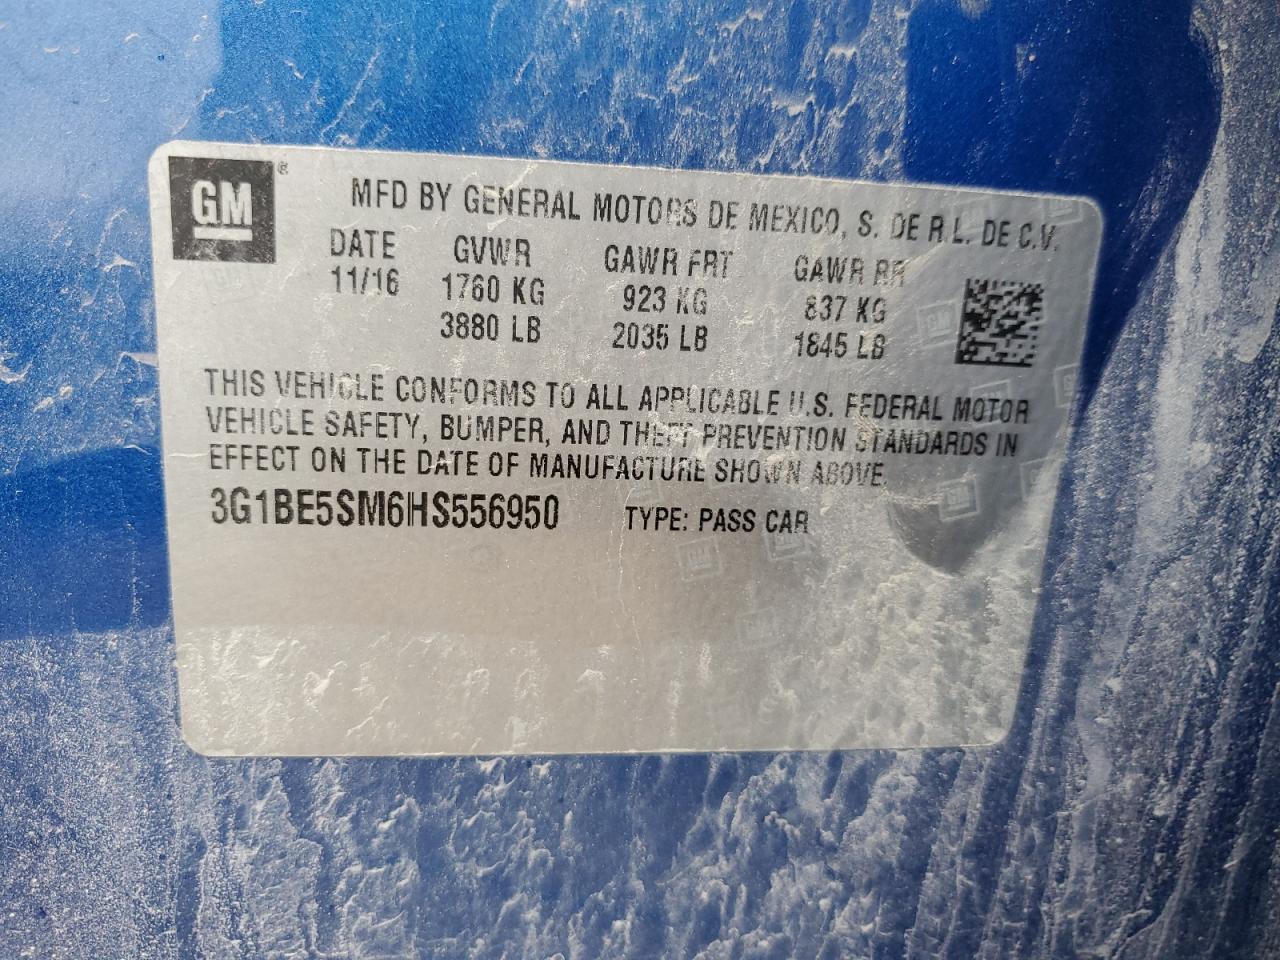 GM ®
MFD BY GENERAL MOTORS DE MEXICO, S. DE R.L. DE C.V.
DATE GVWR GAWR FRT GAWR RR
11/16 1760 KG 923 KG 837 KG
3880 LB 2035 LB 1845 LB
THIS VEHICLE CONFORMS TO ALL APPLICABLE U.S. FEDERAL MOTOR
VEHICLE SAFETY, BUMPER, AND THEFT PREVENTION STANDARDS IN
EFFECT ON THE DATE OF MANUFACTURE SHOWN ABOVE.
3G1BE5SM6HS556950 TYPE: PASS CAR